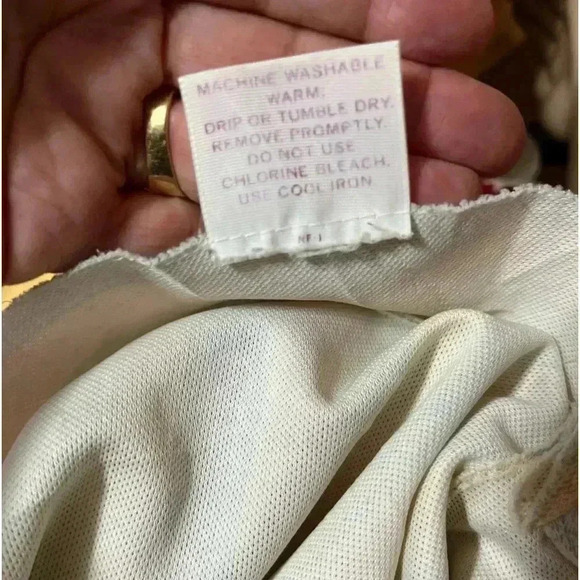 MACHINE WASHABLE
WARM.
DRIP OR TUMBLE DRY.
REMOVE PROMPTLY.
DO NOT USE
CHLORINE BLEACH.
USE COOL IRON